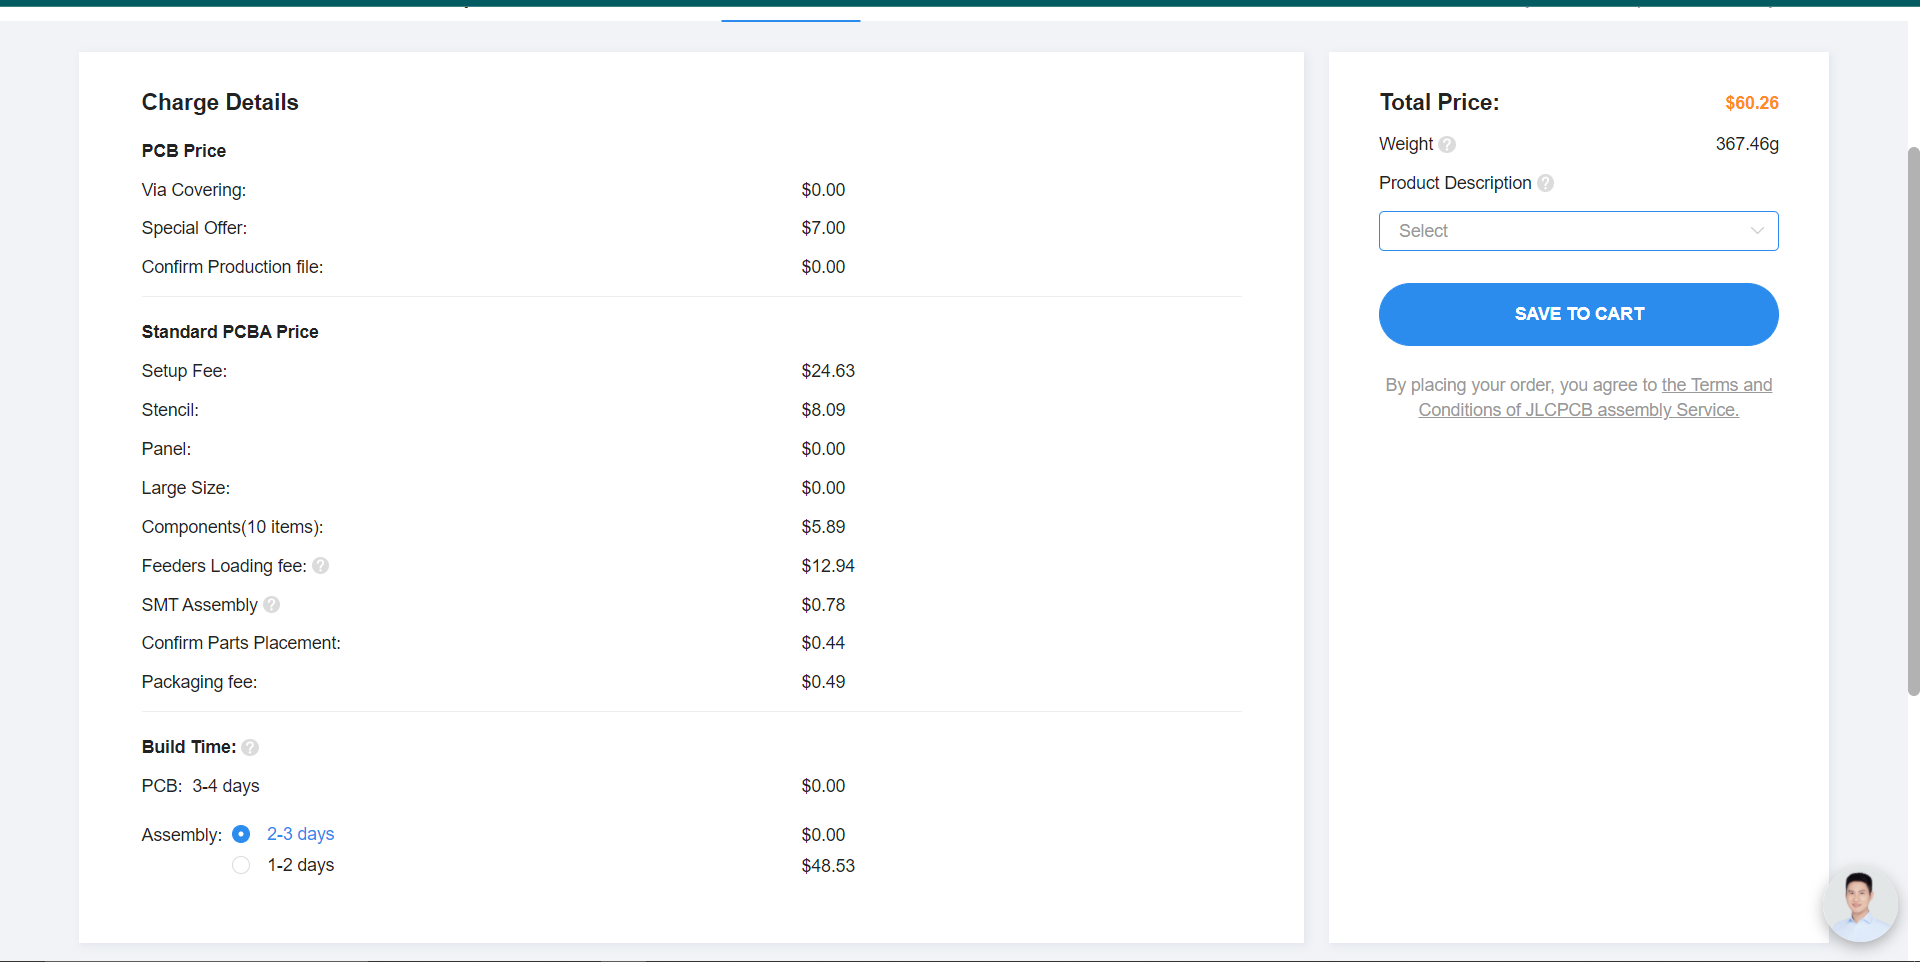 Charge Details
PCB Price
Via Covering: $0.00
Special Offer: $7.00
Confirm Production file: $0.00
Standard PCBA Price
Setup Fee: $24.63
Stencil: $8.09
Panel: $0.00
Large Size: $0.00
Components(10 items): $5.89
Feeders Loading fee: ? $12.94
SMT Assembly ? $0.78
Confirm Parts Placement: $0.44
Packaging fee: $0.49
Build Time: ?
PCB: 3-4 days $0.00
Assembly: 2-3 days $0.00
1-2 days $48.53
Total Price: $60.26
Weight ? 367.46g
Product Description ?
Select
SAVE TO CART
By placing your order, you agree to the Terms and
Conditions of JLCPCB assembly Service.